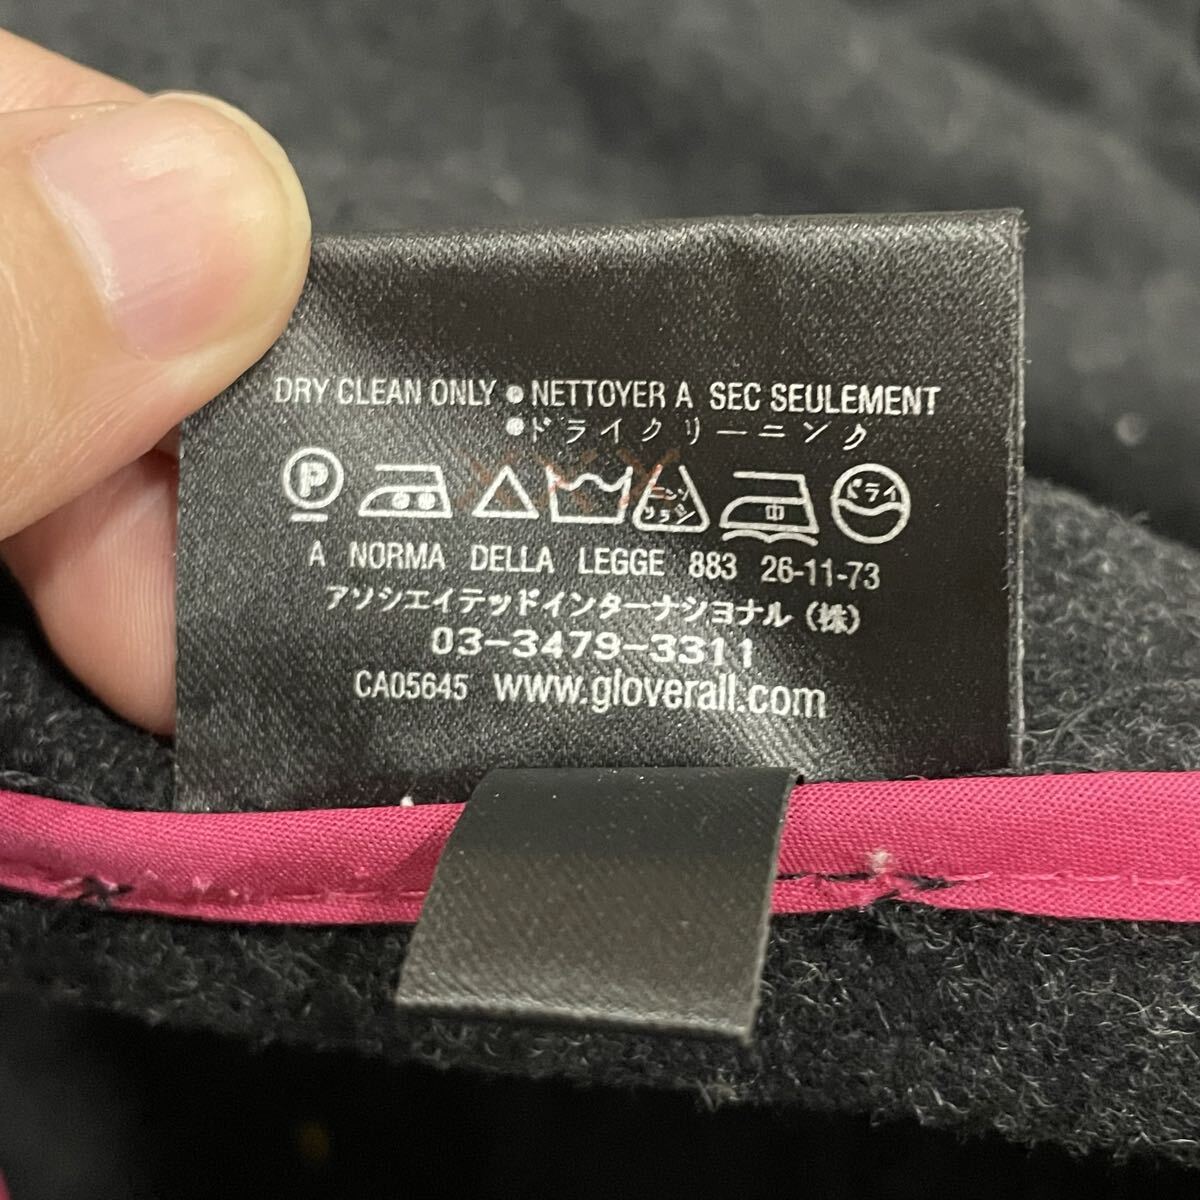 DRY CLEAN ONLY ● NETTOYER A SEC SEULEMENT
●ドライクリーニング
P エンソ サラシ 中 ドライ
A NORMA DELLA LEGGE 883 26-11-73
アソシエイテッドインターナショナル（株）
03-3479-3311
CA05645 www.gloverall.com